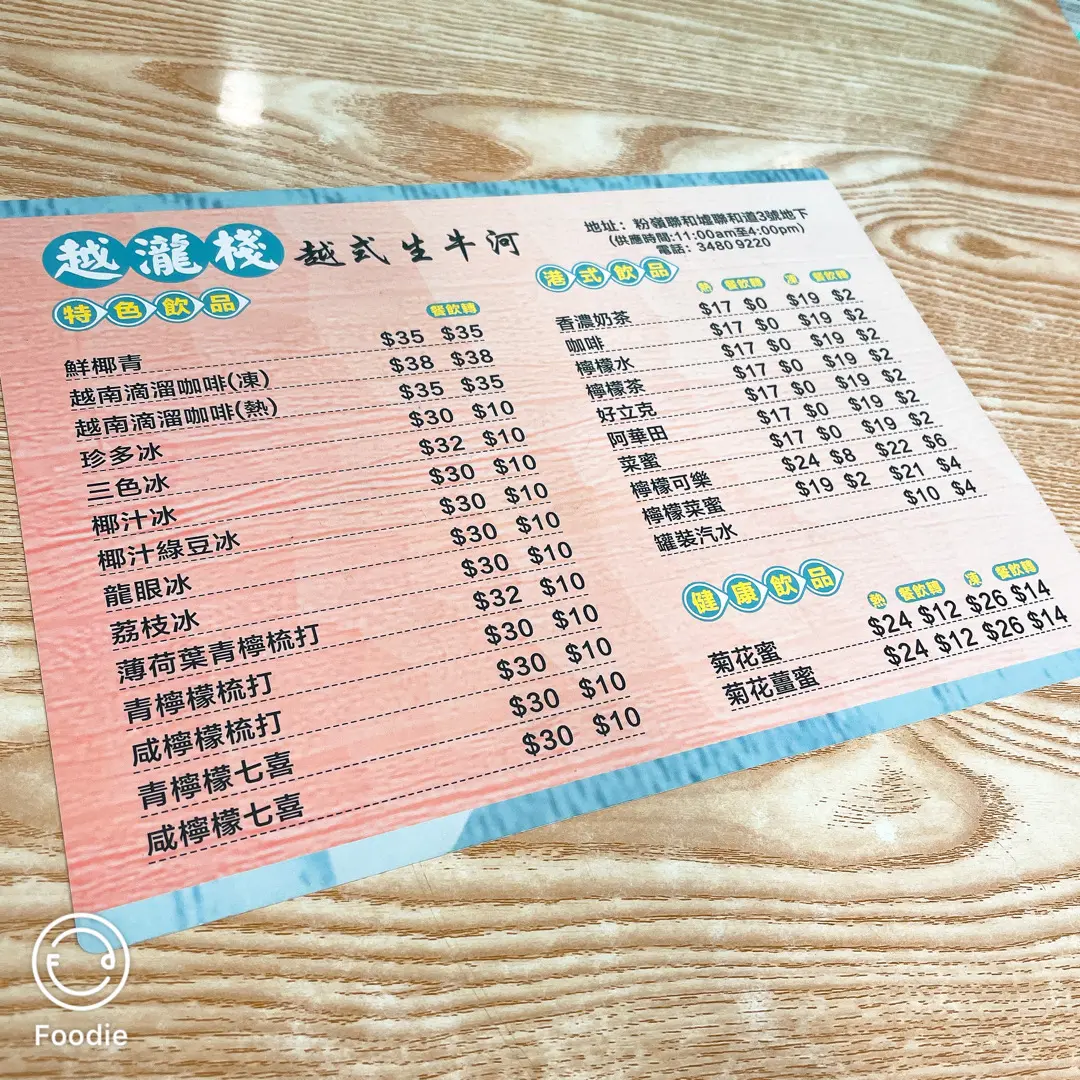 越瀧棧 越式生牛河
地址：粉嶺聯和墟聯和道3號地下
(供應時間:11:00am至4:00pm)
電話：3480 9220
特色飲品 餐飲轉
鮮椰青 $35 $35
越南滴溜咖啡(凍) $38 $38
越南滴溜咖啡(熱) $35 $35
珍多冰 $30 $10
三色冰 $32 $10
椰汁冰 $30 $10
椰汁綠豆冰 $30 $10
龍眼冰 $30 $10
荔枝冰 $30 $10
薄荷葉青檸梳打 $32 $10
青檸檬梳打 $30 $10
咸檸檬梳打 $30 $10
青檸檬七喜 $30 $10
咸檸檬七喜 $30 $10
港式飲品 熱 餐飲轉 凍 餐飲轉
香濃奶茶 $17 $0 $19 $2
咖啡 $17 $0 $19 $2
檸檬水 $17 $0 $19 $2
檸檬茶 $17 $0 $19 $2
好立克 $17 $0 $19 $2
阿華田 $17 $0 $19 $2
菜蜜 $17 $0 $19 $2
檸檬可樂 $24 $8 $22 $6
檸檬菜蜜 $19 $2 $21 $4
罐裝汽水 $10 $4
健康飲品 熱 餐飲轉 凍 餐飲轉
菊花蜜 $24 $12 $26 $14
菊花薑蜜 $24 $12 $26 $14
Foodie